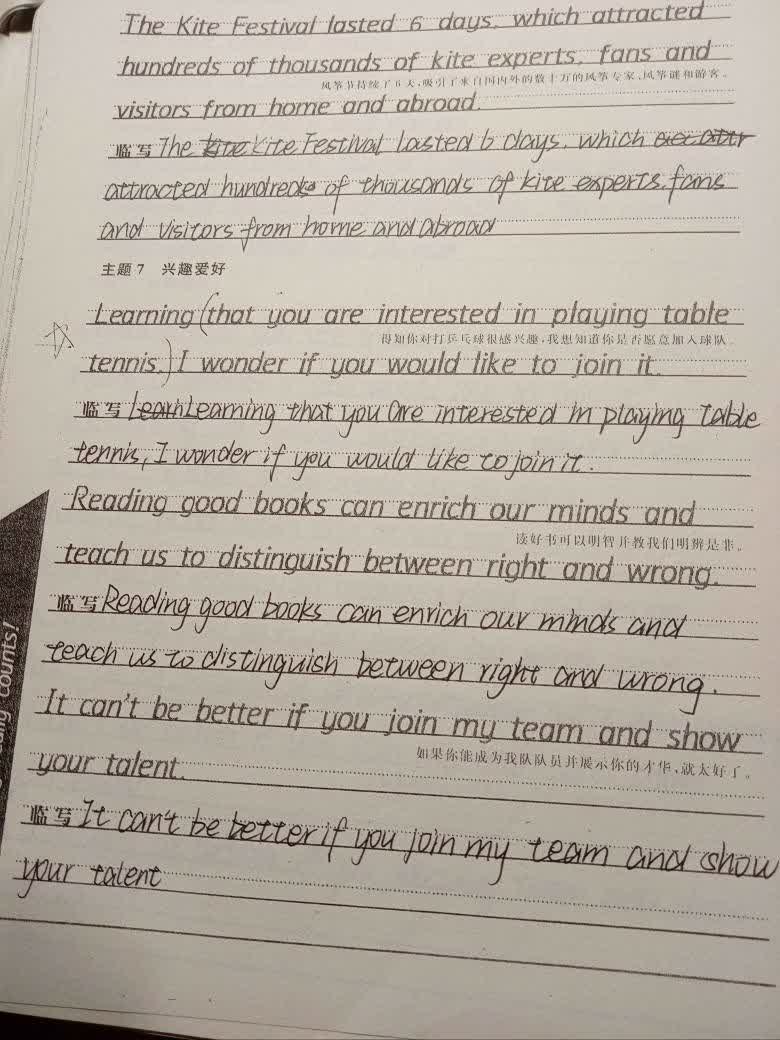 The Kite Festival lasted 6 days, which attracted
hundreds of thousands of kite experts, fans and
风筝节持续了6天,吸引了来自国内外的数十万的风筝专家、风筝谜和游客。
visitors from home and abroad.
临写 The kite Kite Festival lasted 6 days. which
attracted hundreds of thousands of kite experts, fans
and visitors from home and abroad
主题7 兴趣爱好
Learning (that you are interested in playing table
得知你对打乒乓球很感兴趣,我想知道你是否愿意加入球队。
tennis,) I wonder if you would like to join it.
临写 Learn Learning that you are interested in playing table
tennis, I wonder if you would like to join it.
Reading good books can enrich our minds and
读好书可以明智并教我们明辨是非。
teach us to distinguish between right and wrong.
临写 Reading good books can enrich our minds and
teach us to distinguish between right and wrong.
It can't be better if you join my team and show
如果你能成为我队队员并展示你的才华,就太好了。
your talent.
临写 It can't be better if you join my team and show
your talent
counts!